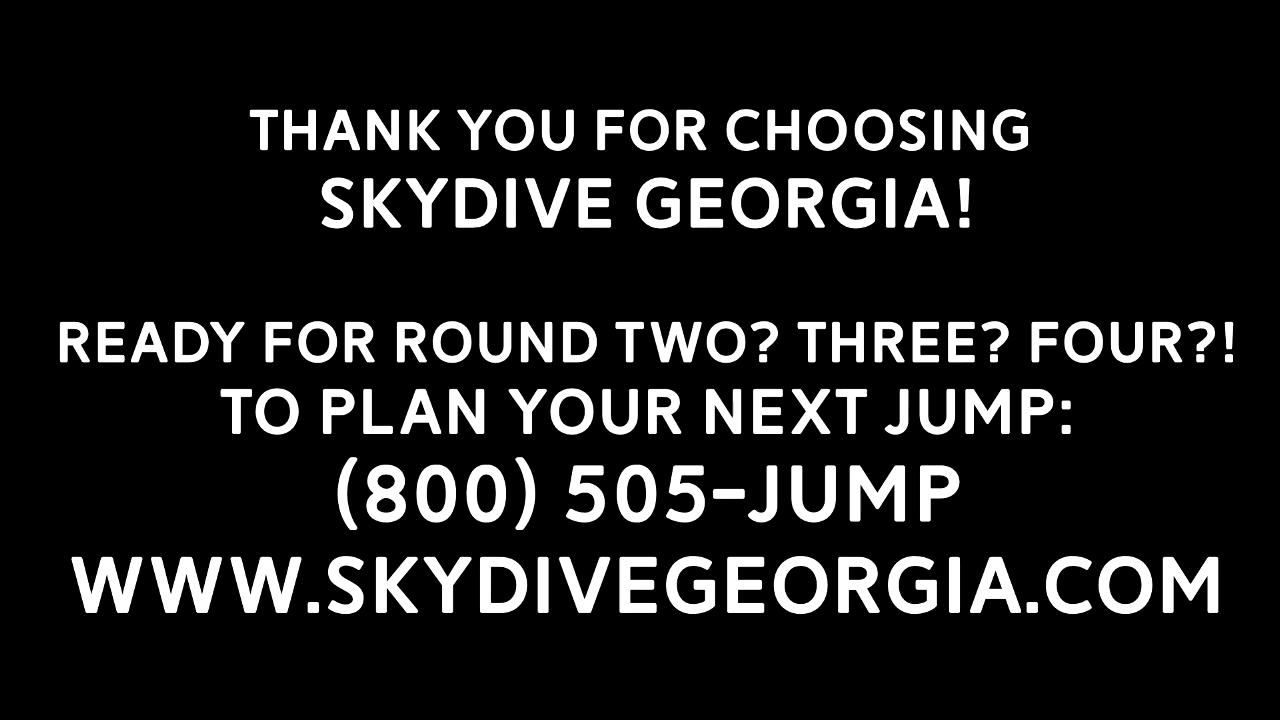 THANK YOU FOR CHOOSING
SKYDIVE GEORGIA!
READY FOR ROUND TWO? THREE? FOUR?!
TO PLAN YOUR NEXT JUMP:
(800) 505-JUMP
WWW.SKYDIVEGEORGIA.COM